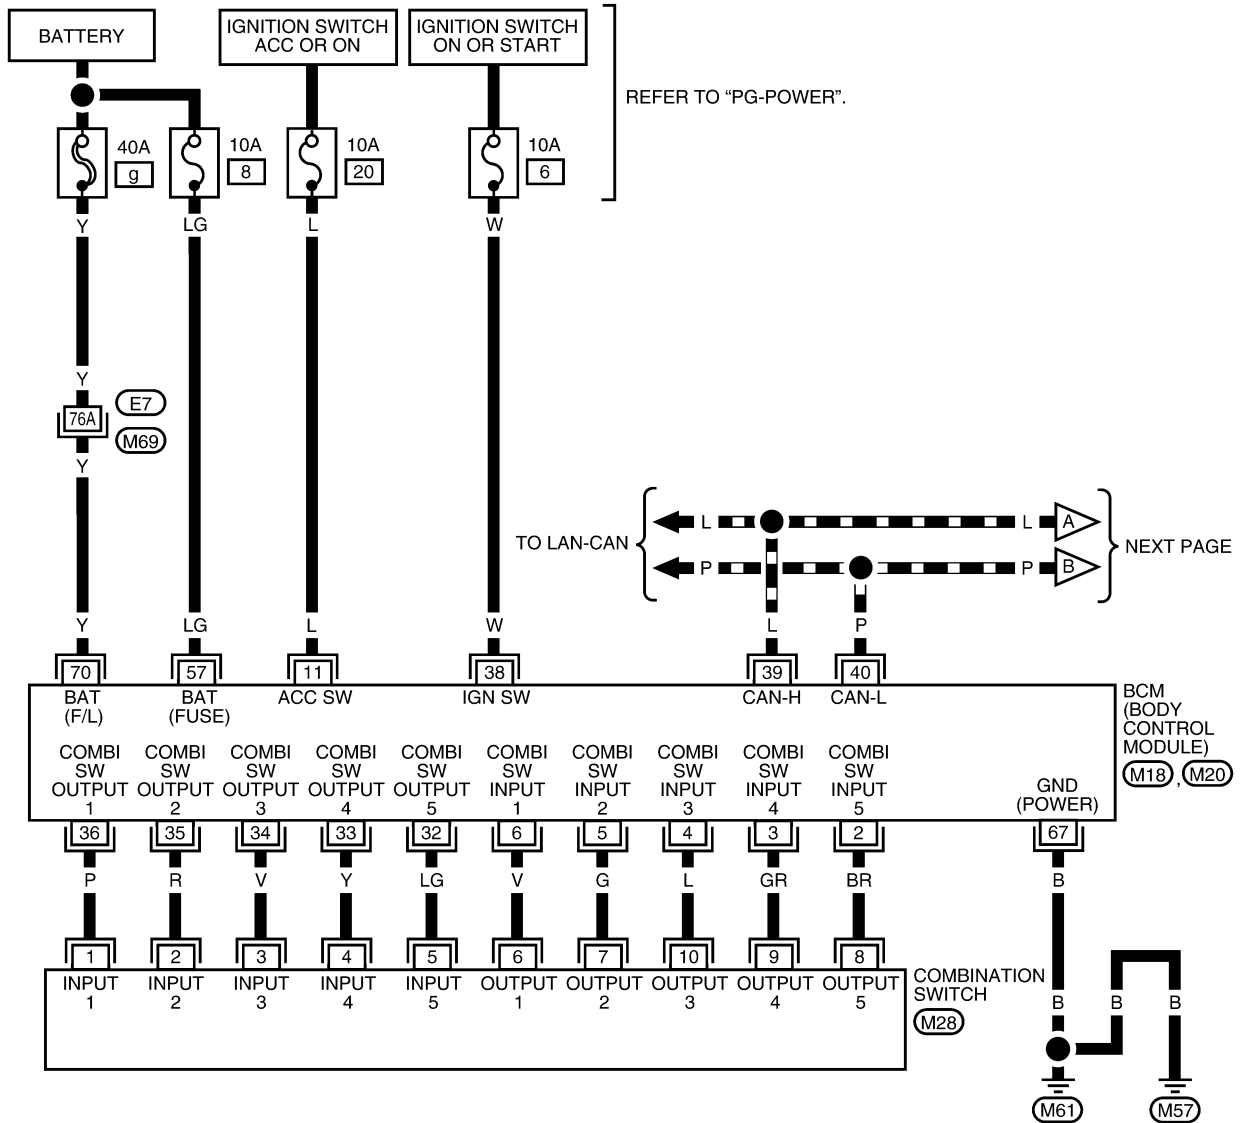 BATTERY
IGNITION SWITCH
ACC OR ON
IGNITION SWITCH
ON OR START
REFER TO “PG-POWER”.
40A
g
10A
8
10A
20
10A
6
Y
LG
L
W
Y
76A
E7
M69
Y
TO LAN-CAN
L
L
A
P
P
B
NEXT PAGE
Y
LG
L
W
L
P
70
57
11
38
39
40
BAT
(F/L)
BAT
(FUSE)
ACC SW
IGN SW
CAN-H
CAN-L
BCM
(BODY
CONTROL
MODULE)
M18 , M20
COMBI
SW
OUTPUT
1
COMBI
SW
OUTPUT
2
COMBI
SW
OUTPUT
3
COMBI
SW
OUTPUT
4
COMBI
SW
OUTPUT
5
COMBI
SW
INPUT
1
COMBI
SW
INPUT
2
COMBI
SW
INPUT
3
COMBI
SW
INPUT
4
COMBI
SW
INPUT
5
GND
(POWER)
36
35
34
33
32
6
5
4
3
2
67
P
R
V
Y
LG
V
G
L
GR
BR
B
1
2
3
4
5
6
7
10
9
8
INPUT
1
INPUT
2
INPUT
3
INPUT
4
INPUT
5
OUTPUT
1
OUTPUT
2
OUTPUT
3
OUTPUT
4
OUTPUT
5
COMBINATION
SWITCH
M28
B
B
B
M61
M57